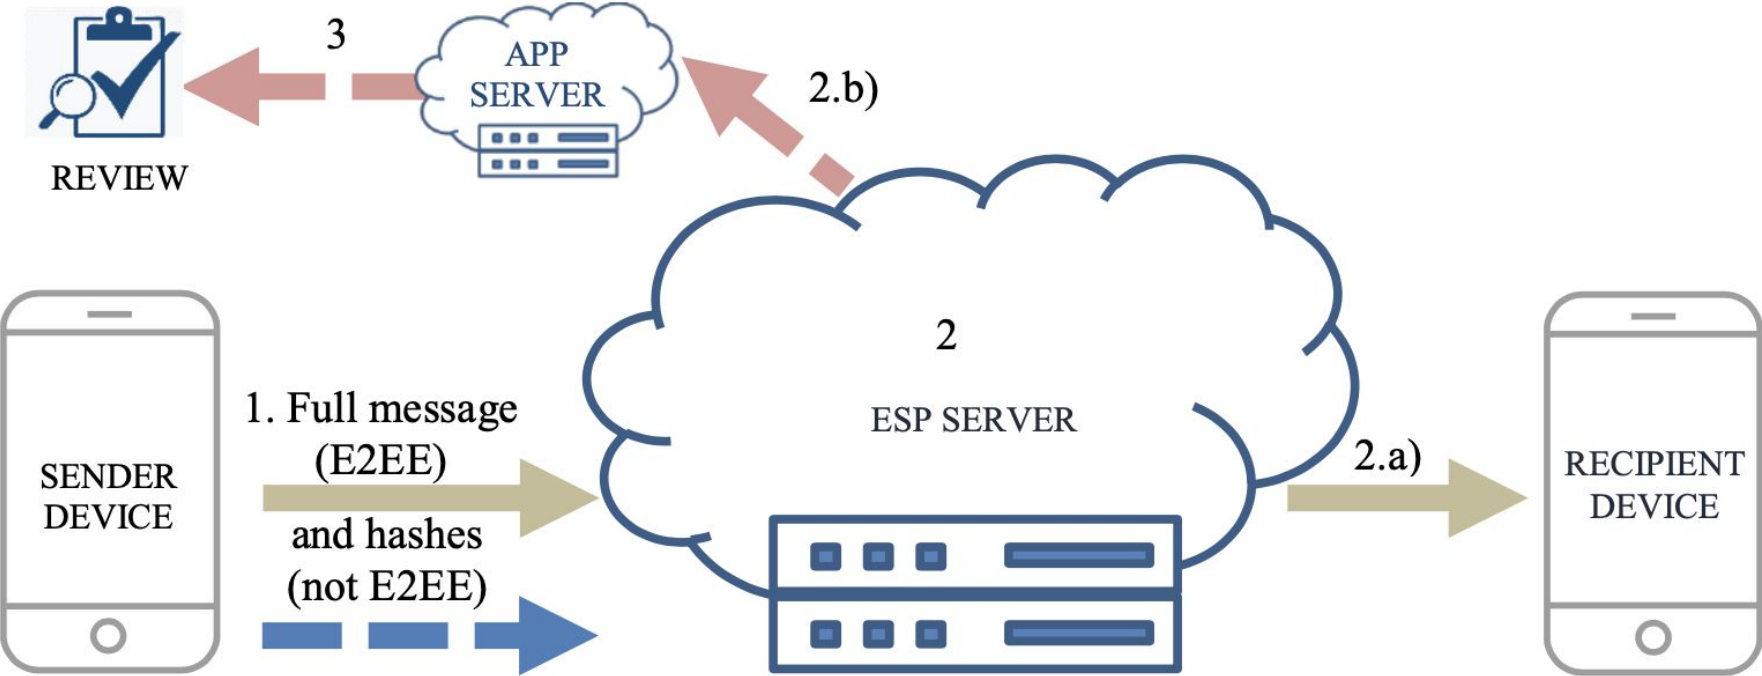 3
APP
SERVER
2.b)
REVIEW
2
ESP SERVER
1. Full message
(E2EE)
and hashes
(not E2EE)
SENDER
DEVICE
2.a)
RECIPIENT
DEVICE